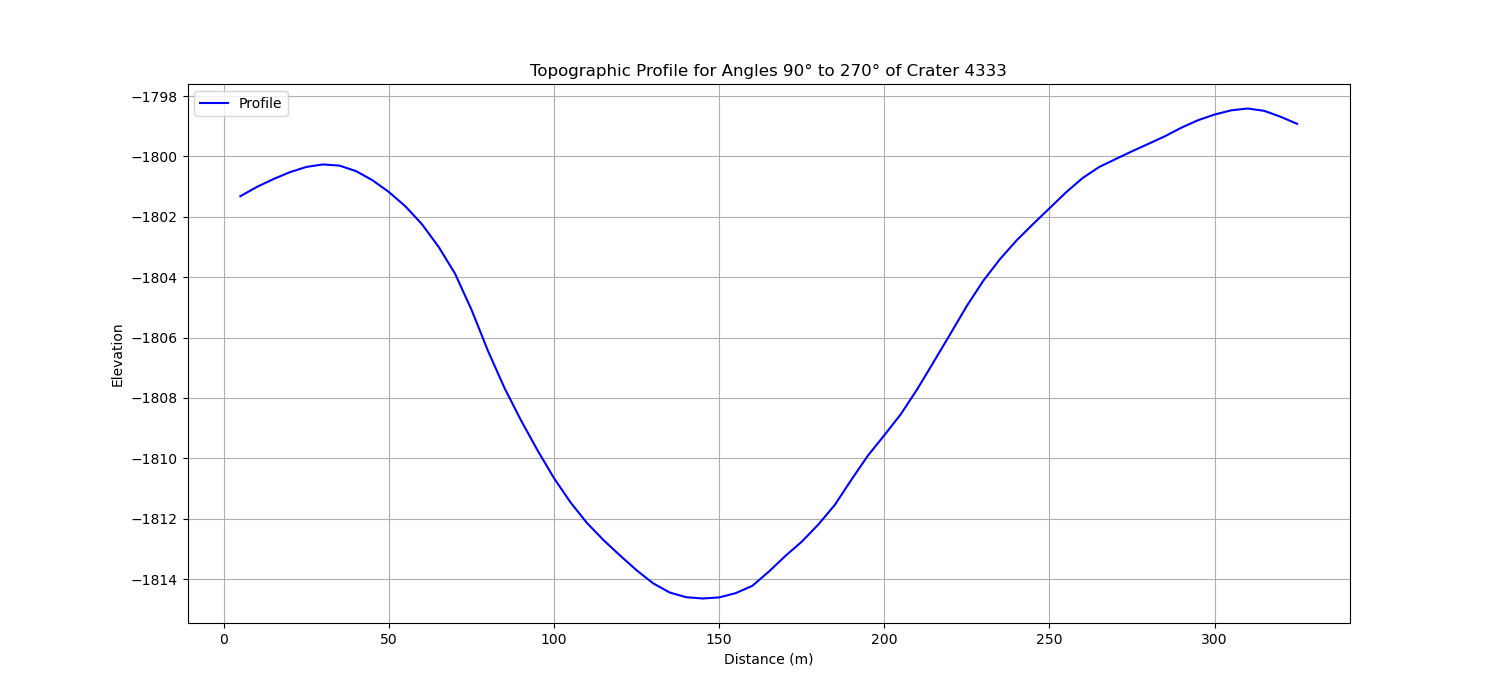 Topographic Profile for Angles 90° to 270° of Crater 4333
Profile
−1798
−1800
−1802
−1804
−1806
−1808
−1810
−1812
−1814
Elevation
0 50 100 150 200 250 300
Distance (m)